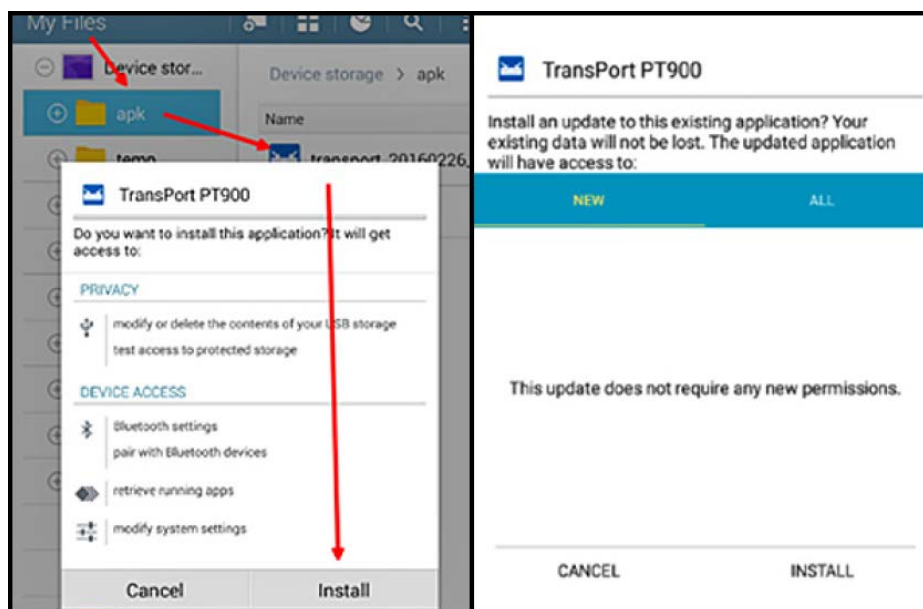 My Files
Device stor...
Device storage > apk
apk
Name
temp
transport_20160226_
TransPort PT900
Do you want to install this application? It will get
access to:
PRIVACY
modify or delete the contents of your USB storage
test access to protected storage
DEVICE ACCESS
Bluetooth settings
pair with Bluetooth devices
retrieve running apps
modify system settings
Cancel
Install
TransPort PT900
Install an update to this existing application? Your
existing data will not be lost. The updated application
will have access to:
NEW
ALL
This update does not require any new permissions.
CANCEL
INSTALL